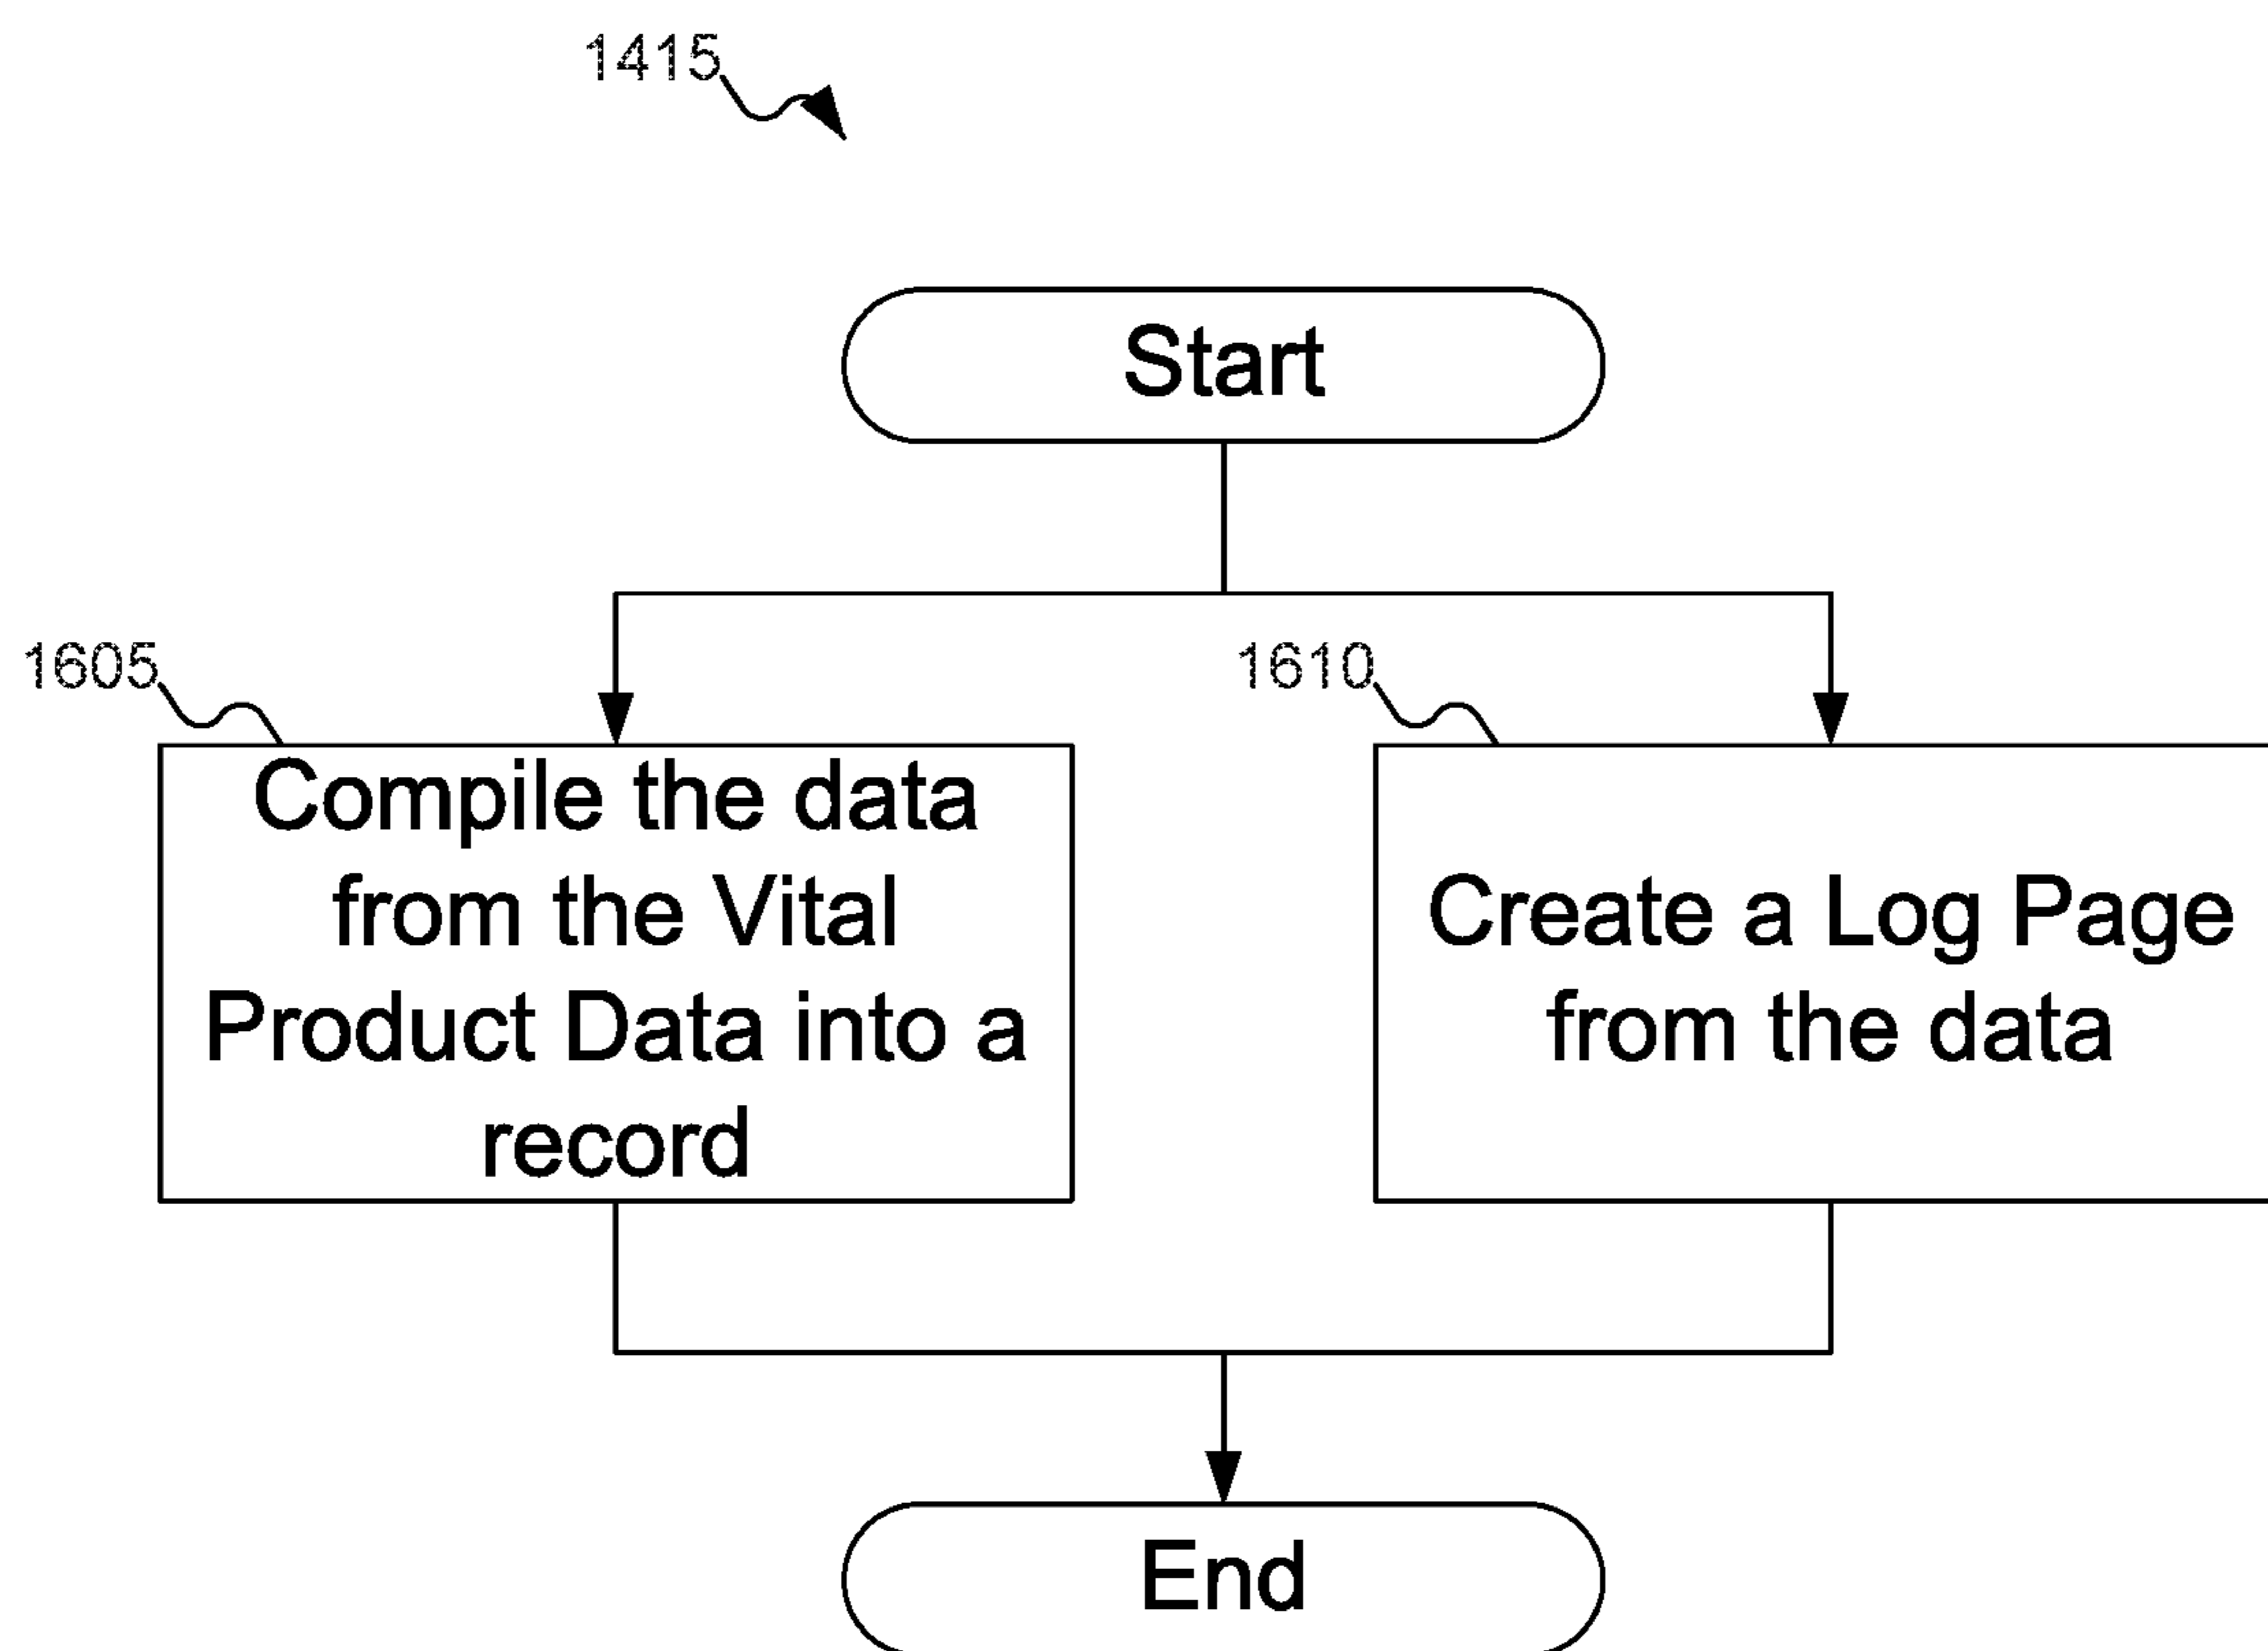 1415
Start
1605
1610
Compile the data
from the Vital
Product Data into a
record
Create a Log Page
from the data
End